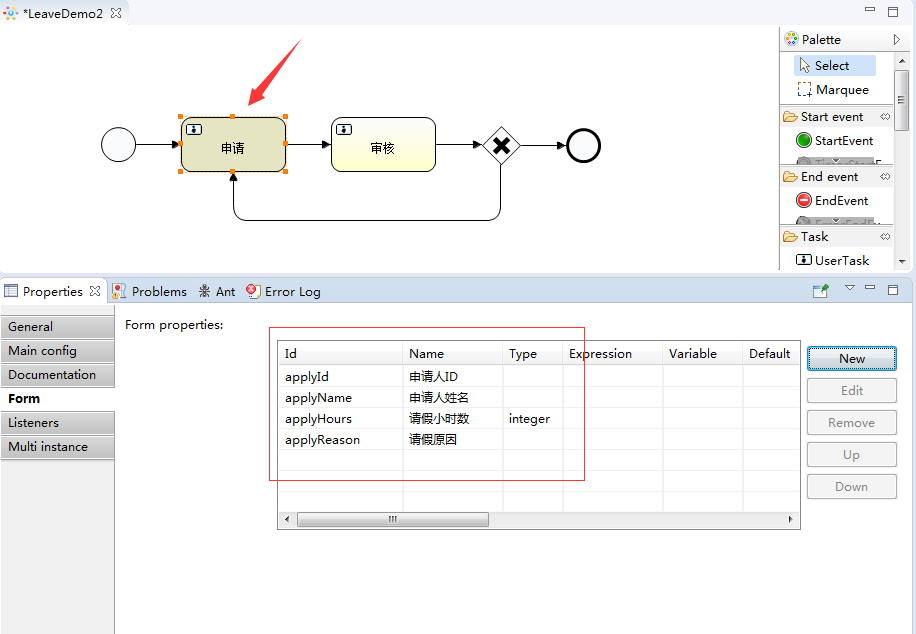 *LeaveDemo2
Palette
Select
Marquee
Start event
StartEvent
End event
EndEvent
Task
UserTask
申请
审核
Properties
Problems
Ant
Error Log
General
Main config
Documentation
Form
Listeners
Multi instance
Form properties:
Id Name Type Expression Variable Default
applyId 申请人ID
applyName 申请人姓名
applyHours 请假小时数 integer
applyReason 请假原因
New
Edit
Remove
Up
Down